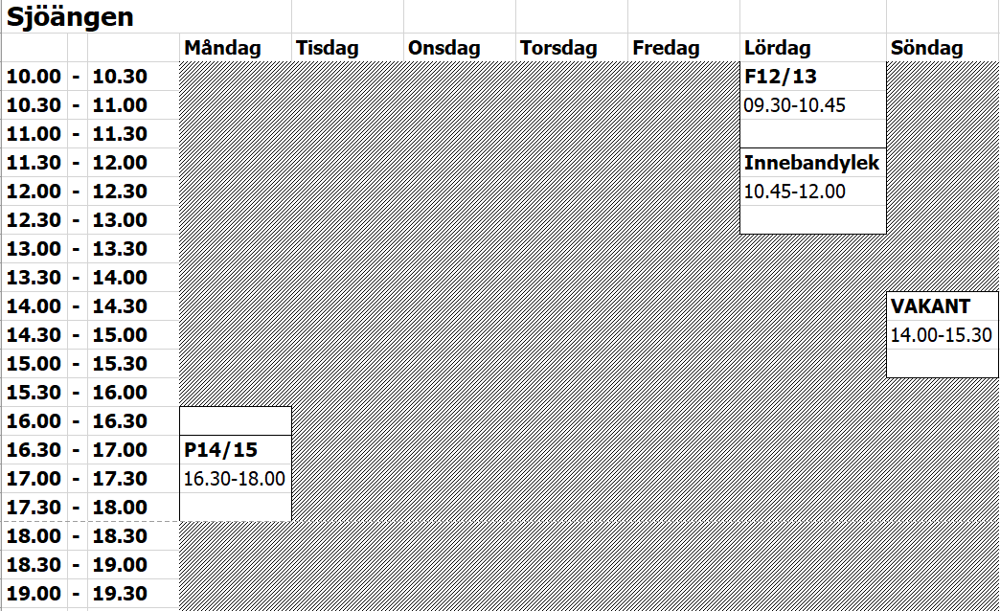 Sjöängen
Måndag Tisdag Onsdag Torsdag Fredag Lördag Söndag
10.00 - 10.30 F12/13
10.30 - 11.00 09.30-10.45
11.00 - 11.30
11.30 - 12.00 Innebandylek
12.00 - 12.30 10.45-12.00
12.30 - 13.00
13.00 - 13.30
13.30 - 14.00
14.00 - 14.30 VAKANT
14.30 - 15.00 14.00-15.30
15.00 - 15.30
15.30 - 16.00
16.00 - 16.30
16.30 - 17.00 P14/15
17.00 - 17.30 16.30-18.00
17.30 - 18.00
18.00 - 18.30
18.30 - 19.00
19.00 - 19.30